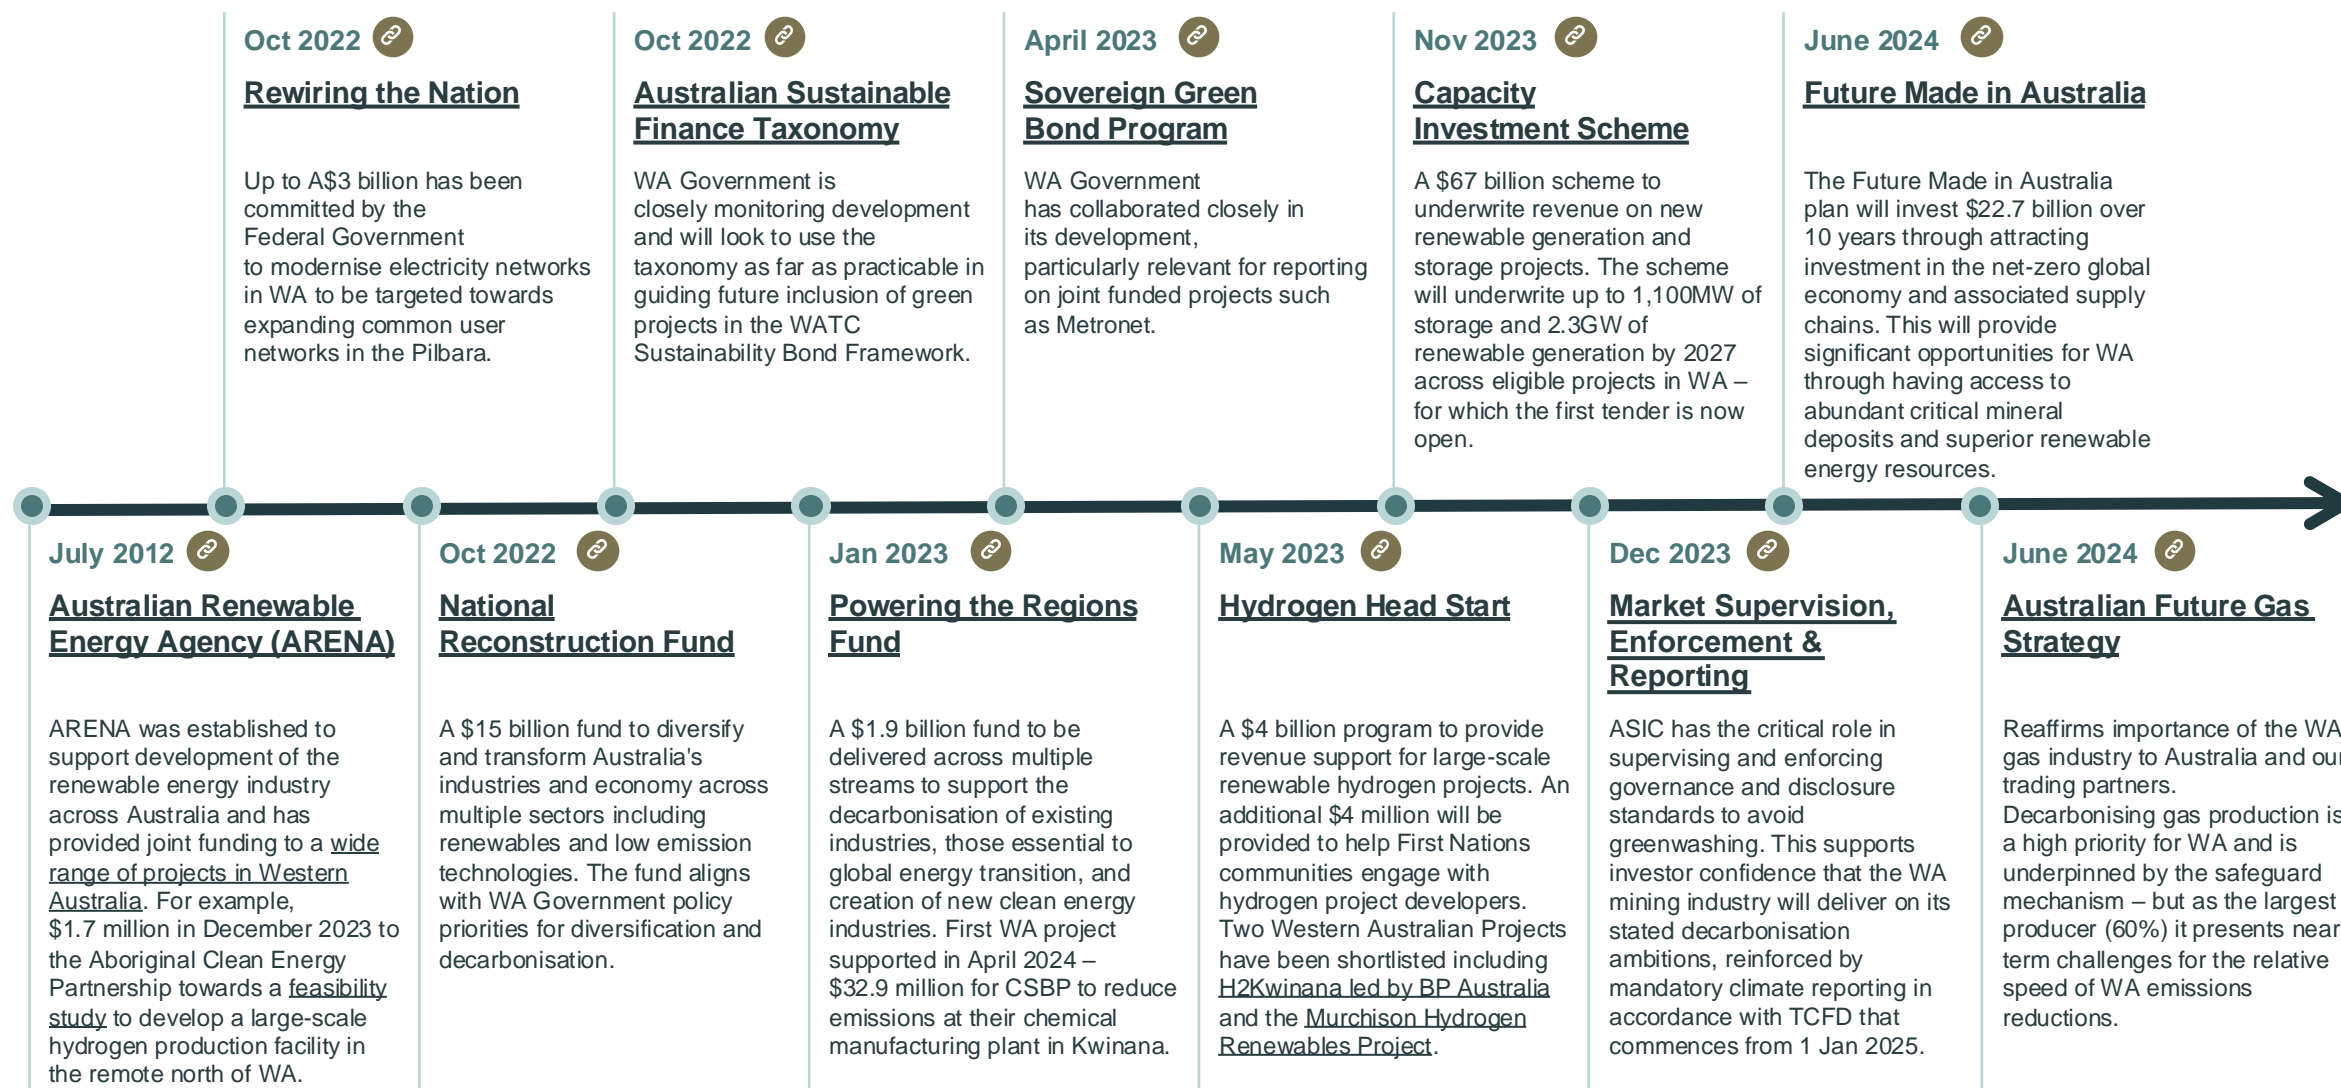 Oct 2022
Rewiring the Nation
Up to A$3 billion has been
committed by the
Federal Government
to modernise electricity networks
in WA to be targeted towards
expanding common user
networks in the Pilbara.
Oct 2022
Australian Sustainable
Finance Taxonomy
WA Government is
closely monitoring development
and will look to use the
taxonomy as far as practicable in
guiding future inclusion of green
projects in the WATC
Sustainability Bond Framework.
April 2023
Sovereign Green
Bond Program
WA Government
has collaborated closely in
its development,
particularly relevant for reporting
on joint funded projects such
as Metronet.
Nov 2023
Capacity
Investment Scheme
A $67 billion scheme to
underwrite revenue on new
renewable generation and
storage projects. The scheme
will underwrite up to 1,100MW of
storage and 2.3GW of
renewable generation by 2027
across eligible projects in WA –
for which the first tender is now
open.
June 2024
Future Made in Australia
The Future Made in Australia
plan will invest $22.7 billion over
10 years through attracting
investment in the net-zero global
economy and associated supply
chains. This will provide
significant opportunities for WA
through having access to
abundant critical mineral
deposits and superior renewable
energy resources.
July 2012
Australian Renewable
Energy Agency (ARENA)
ARENA was established to
support development of the
renewable energy industry
across Australia and has
provided joint funding to a wide
range of projects in Western
Australia. For example,
$1.7 million in December 2023 to
the Aboriginal Clean Energy
Partnership towards a feasibility
study to develop a large-scale
hydrogen production facility in
the remote north of WA.
Oct 2022
National
Reconstruction Fund
A $15 billion fund to diversify
and transform Australia's
industries and economy across
multiple sectors including
renewables and low emission
technologies. The fund aligns
with WA Government policy
priorities for diversification and
decarbonisation.
Jan 2023
Powering the Regions
Fund
A $1.9 billion fund to be
delivered across multiple
streams to support the
decarbonisation of existing
industries, those essential to
global energy transition, and
creation of new clean energy
industries. First WA project
supported in April 2024 –
$32.9 million for CSBP to reduce
emissions at their chemical
manufacturing plant in Kwinana.
May 2023
Hydrogen Head Start
A $4 billion program to provide
revenue support for large-scale
renewable hydrogen projects. An
additional $4 million will be
provided to help First Nations
communities engage with
hydrogen project developers.
Two Western Australian Projects
have been shortlisted including
H2Kwinana led by BP Australia
and the Murchison Hydrogen
Renewables Project.
Dec 2023
Market Supervision,
Enforcement &
Reporting
ASIC has the critical role in
supervising and enforcing
governance and disclosure
standards to avoid
greenwashing. This supports
investor confidence that the WA
mining industry will deliver on its
stated decarbonisation
ambitions, reinforced by
mandatory climate reporting in
accordance with TCFD that
commences from 1 Jan 2025.
June 2024
Australian Future Gas
Strategy
Reaffirms importance of the WA
gas industry to Australia and our
trading partners.
Decarbonising gas production is
a high priority for WA and is
underpinned by the safeguard
mechanism – but as the largest
producer (60%) it presents near
term challenges for the relative
speed of WA emissions
reductions.